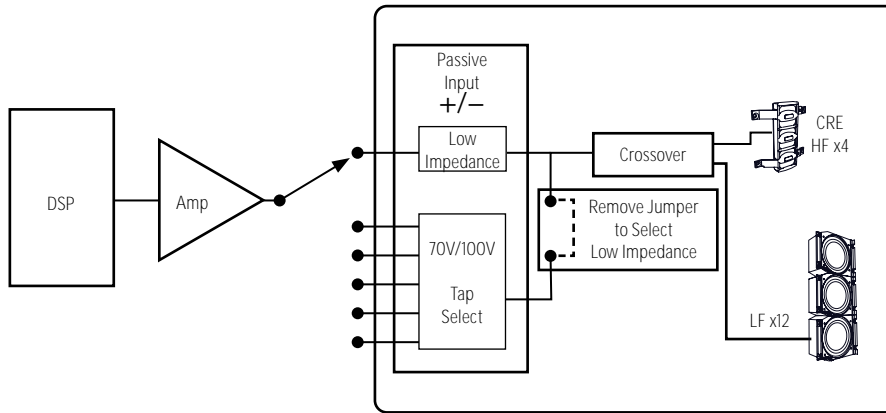 DSP
Amp
Passive
Input
+/−
Low
Impedance
70V/100V
Tap
Select
Crossover
Remove Jumper
to Select
Low Impedance
CRE
HF x4
LF x12